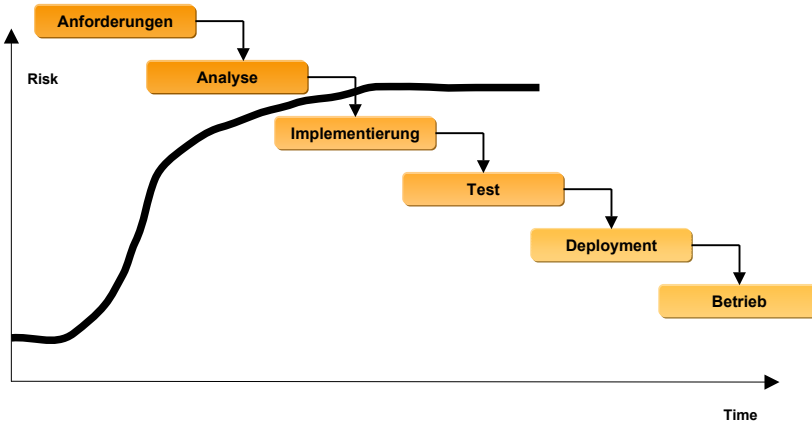 Anforderungen
Risk
Analyse
Implementierung
Test
Deployment
Betrieb
Time